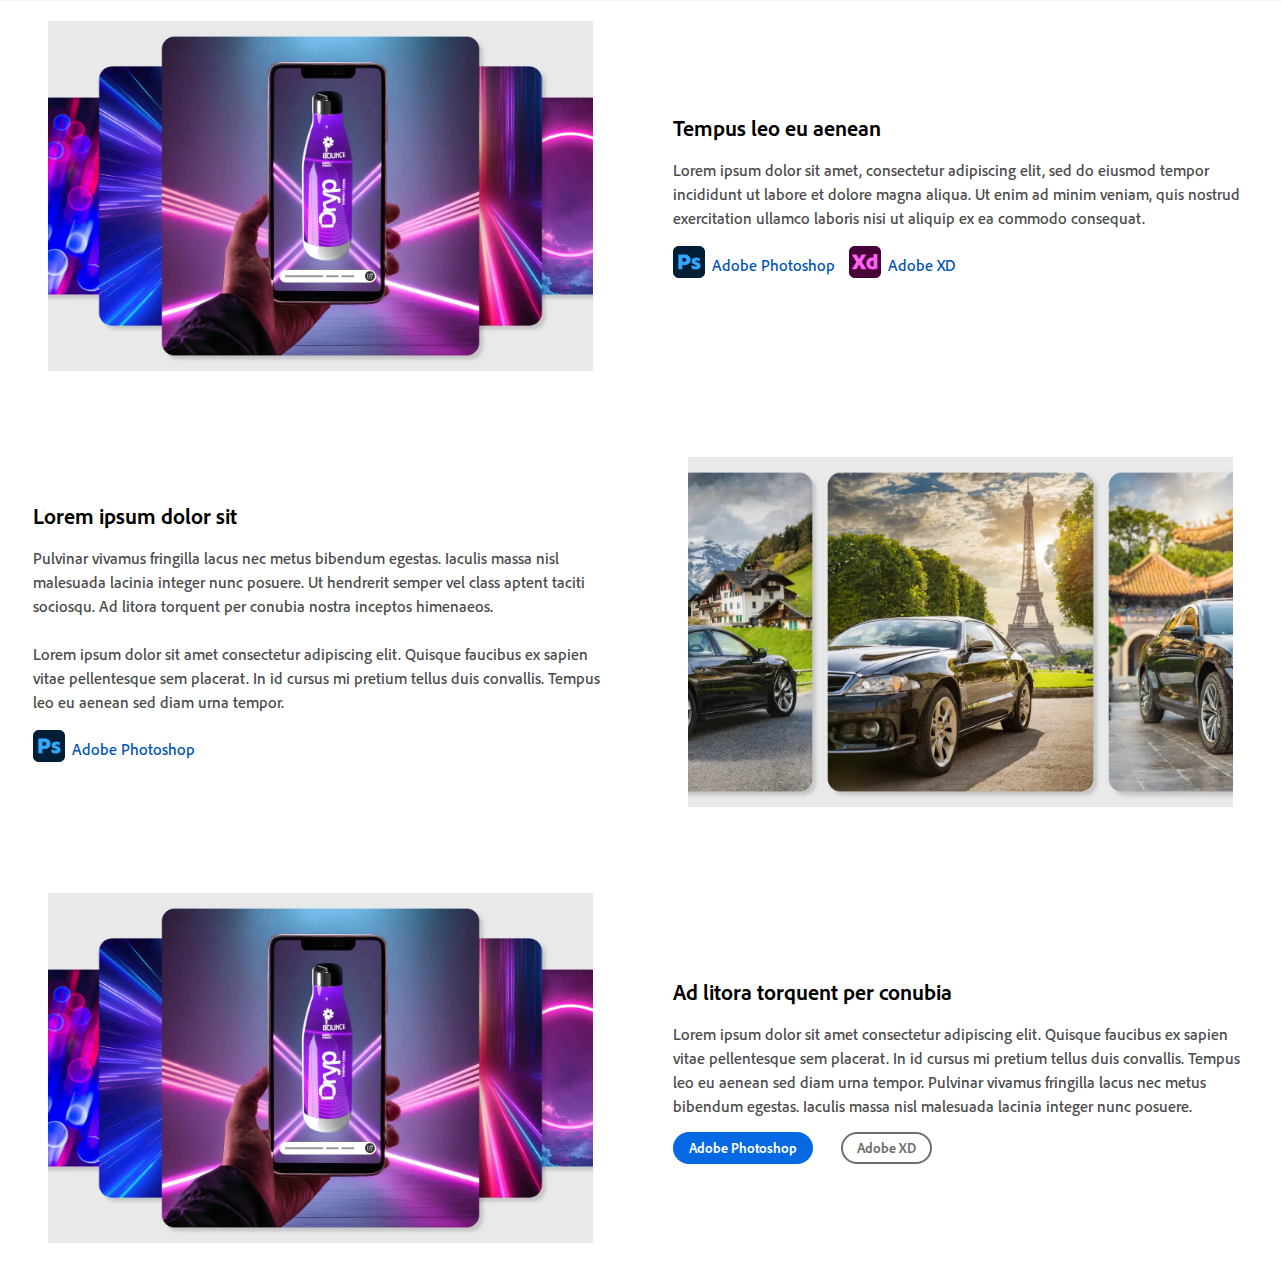 BOUNCE
Dryp
Tempus leo eu aenean
Lorem ipsum dolor sit amet, consectetur adipiscing elit, sed do eiusmod tempor
incididunt ut labore et dolore magna aliqua. Ut enim ad minim veniam, quis nostrud
exercitation ullamco laboris nisi ut aliquip ex ea commodo consequat.
Ps Adobe Photoshop Xd Adobe XD
Lorem ipsum dolor sit
Pulvinar vivamus fringilla lacus nec metus bibendum egestas. Iaculis massa nisl
malesuada lacinia integer nunc posuere. Ut hendrerit semper vel class aptent taciti
sociosqu. Ad litora torquent per conubia nostra inceptos himenaeos.
Lorem ipsum dolor sit amet consectetur adipiscing elit. Quisque faucibus ex sapien
vitae pellentesque sem placerat. In id cursus mi pretium tellus duis convallis. Tempus
leo eu aenean sed diam urna tempor.
Ps Adobe Photoshop
BOUNCE
Dryp
Ad litora torquent per conubia
Lorem ipsum dolor sit amet consectetur adipiscing elit. Quisque faucibus ex sapien
vitae pellentesque sem placerat. In id cursus mi pretium tellus duis convallis. Tempus
leo eu aenean sed diam urna tempor. Pulvinar vivamus fringilla lacus nec metus
bibendum egestas. Iaculis massa nisl malesuada lacinia integer nunc posuere.
Adobe Photoshop Adobe XD